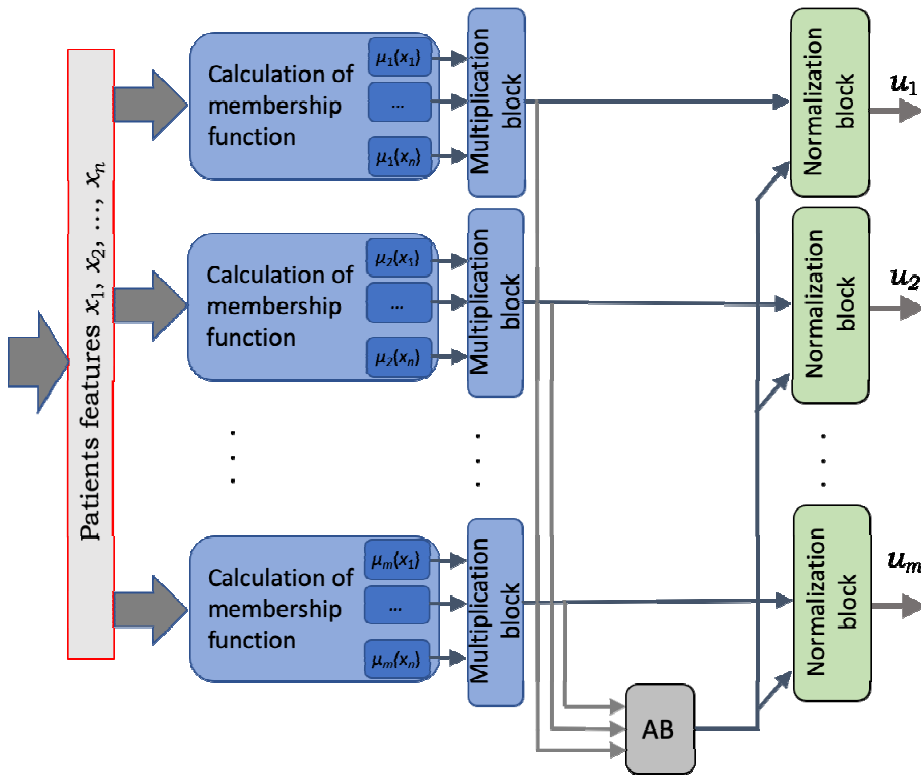 Patients features x₁, x₂, ..., xₙ
Calculation of
membership
function
μ₁(x₁)
...
μ₁(xₙ)
Multiplication
block
Normalization
block
u₁
Calculation of
membership
function
μ₂(x₁)
...
μ₂(xₙ)
Multiplication
block
Normalization
block
u₂
Calculation of
membership
function
μₘ(x₁)
...
μₘ(xₙ)
Multiplication
block
Normalization
block
uₘ
AB